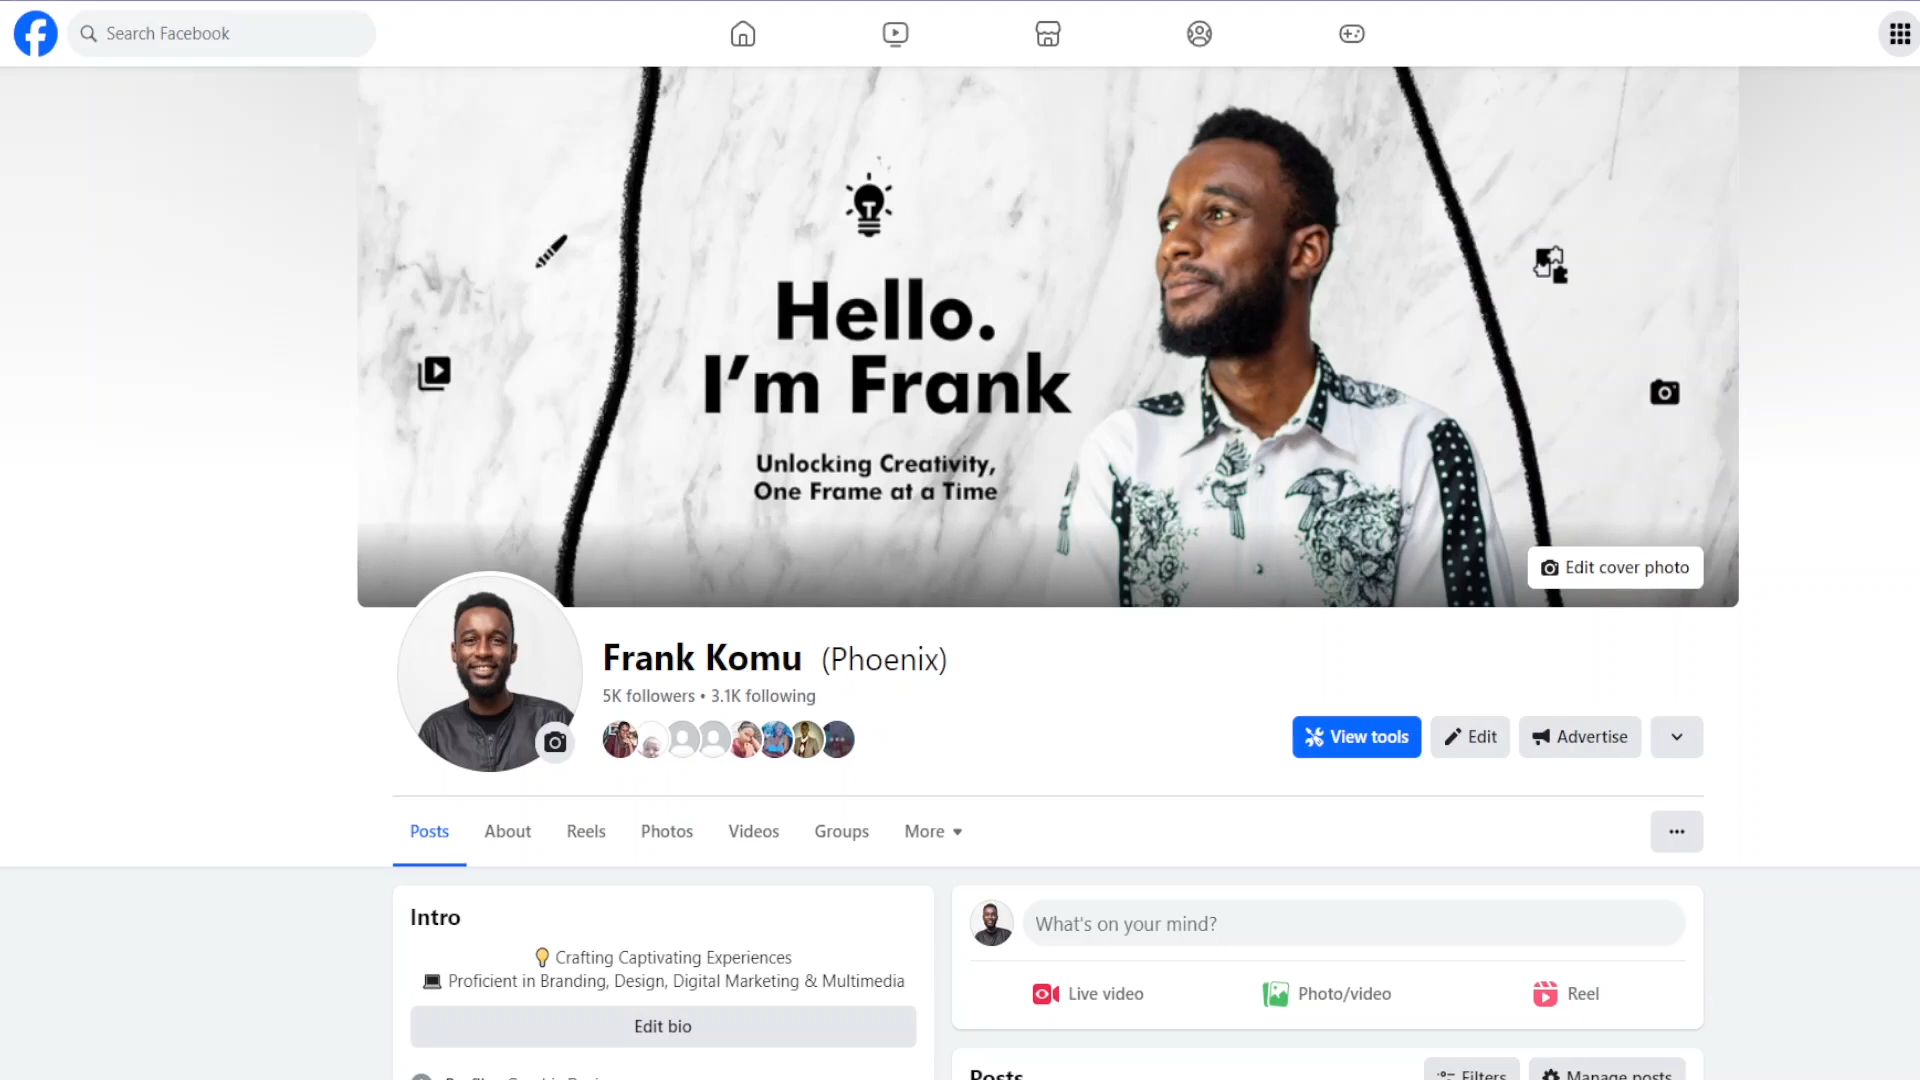 Search Facebook
Hello.
I'm Frank
Unlocking Creativity,
One Frame at a Time
Edit cover photo
Frank Komu (Phoenix)
5K followers • 3.1K following
View tools
Edit
Advertise
Posts
About
Reels
Photos
Videos
Groups
More
Intro
💡 Crafting Captivating Experiences
💻 Proficient in Branding, Design, Digital Marketing & Multimedia
Edit bio
What's on your mind?
Live video
Photo/video
Reel
Posts
Filters
Manage posts